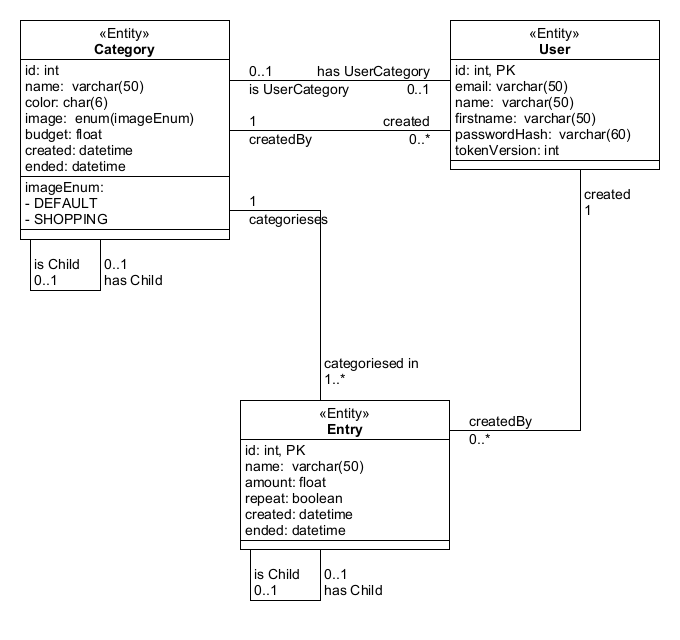 «Entity»
Category
id: int
name: varchar(50)
color: char(6)
image: enum(imageEnum)
budget: float
created: datetime
ended: datetime
imageEnum:
- DEFAULT
- SHOPPING
is Child
0..1
0..1
has Child
0..1
has UserCategory
is UserCategory
0..1
1
created
createdBy
0..*
«Entity»
User
id: int, PK
email: varchar(50)
name: varchar(50)
firstname: varchar(50)
passwordHash: varchar(60)
tokenVersion: int
created
1
1
categorieses
categoriesed in
1..*
createdBy
0..*
«Entity»
Entry
id: int, PK
name: varchar(50)
amount: float
repeat: boolean
created: datetime
ended: datetime
is Child
0..1
0..1
has Child